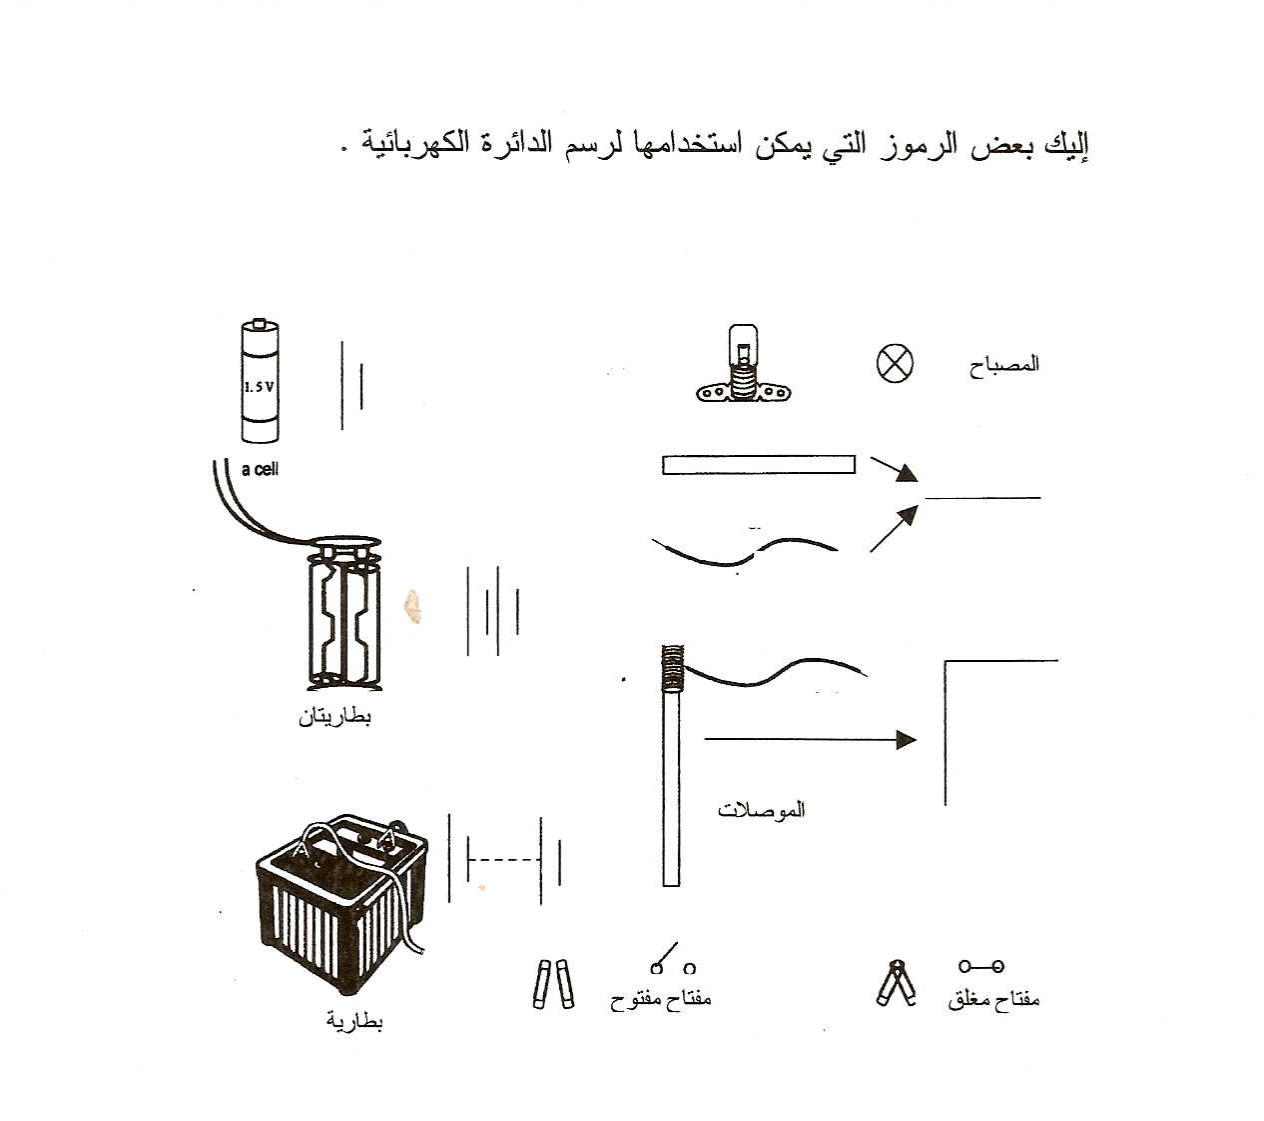 إليك بعض الرموز التي يمكن استخدامها لرسم الدائرة الكهربائية .
المصباح
1.5V
a cell
بطاريتان
الموصلات
مفتاح مغلق
مفتاح مفتوح
بطارية